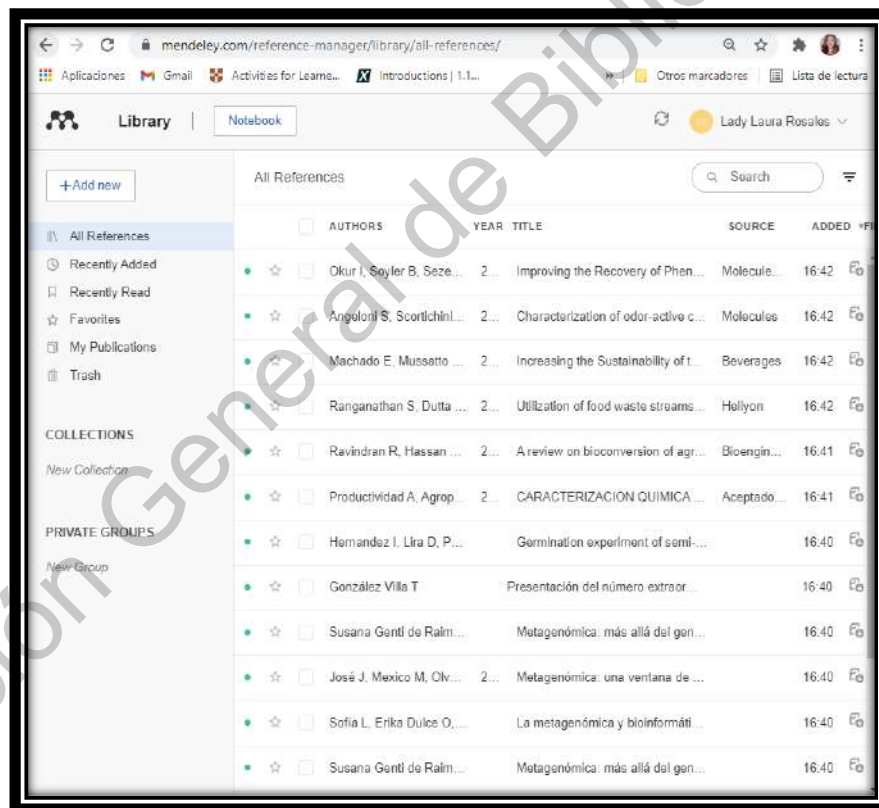 mendeley.com/reference-manager/library/all-references/
Aplicaciones Gmail Activities for Learne... Introductions | 1.1... » Otros marcadores Lista de lectura
Library | Notebook Lady Laura Rosales
+Add new
All References
Recently Added
Recently Read
Favorites
My Publications
Trash
COLLECTIONS
New Collection
PRIVATE GROUPS
New Group
All References Search
AUTHORS YEAR TITLE SOURCE ADDED
Okur I, Soyler B, Seze... 2... Improving the Recovery of Phen... Molecule... 16:42
Angeloni S, Scortichini... 2... Characterization of odor-active c... Molecules 16:42
Machado E, Mussatto ... 2... Increasing the Sustainability of t... Beverages 16:42
Ranganathan S, Dutta ... 2... Utilization of food waste streams... Heliyon 16:42
Ravindran R, Hassan ... 2... A review on bioconversion of agr... Bioengin... 16:41
Productividad A, Agrop... 2... CARACTERIZACION QUIMICA ... Aceptado... 16:41
Hernandez I, Lira D, P... Germination experiment of semi-... 16:40
González Villa T Presentación del número extraor... 16:40
Susana Genti de Raim... Metagenómica: más allá del gen... 16:40
José J, Mexico M, Olv... 2... Metagenómica: una ventana de ... 16:40
Sofía L, Erika Dulce O,... La metagenómica y bioinformáti... 16:40
Susana Genti de Raim... Metagenómica: más allá del gen... 16:40
General de